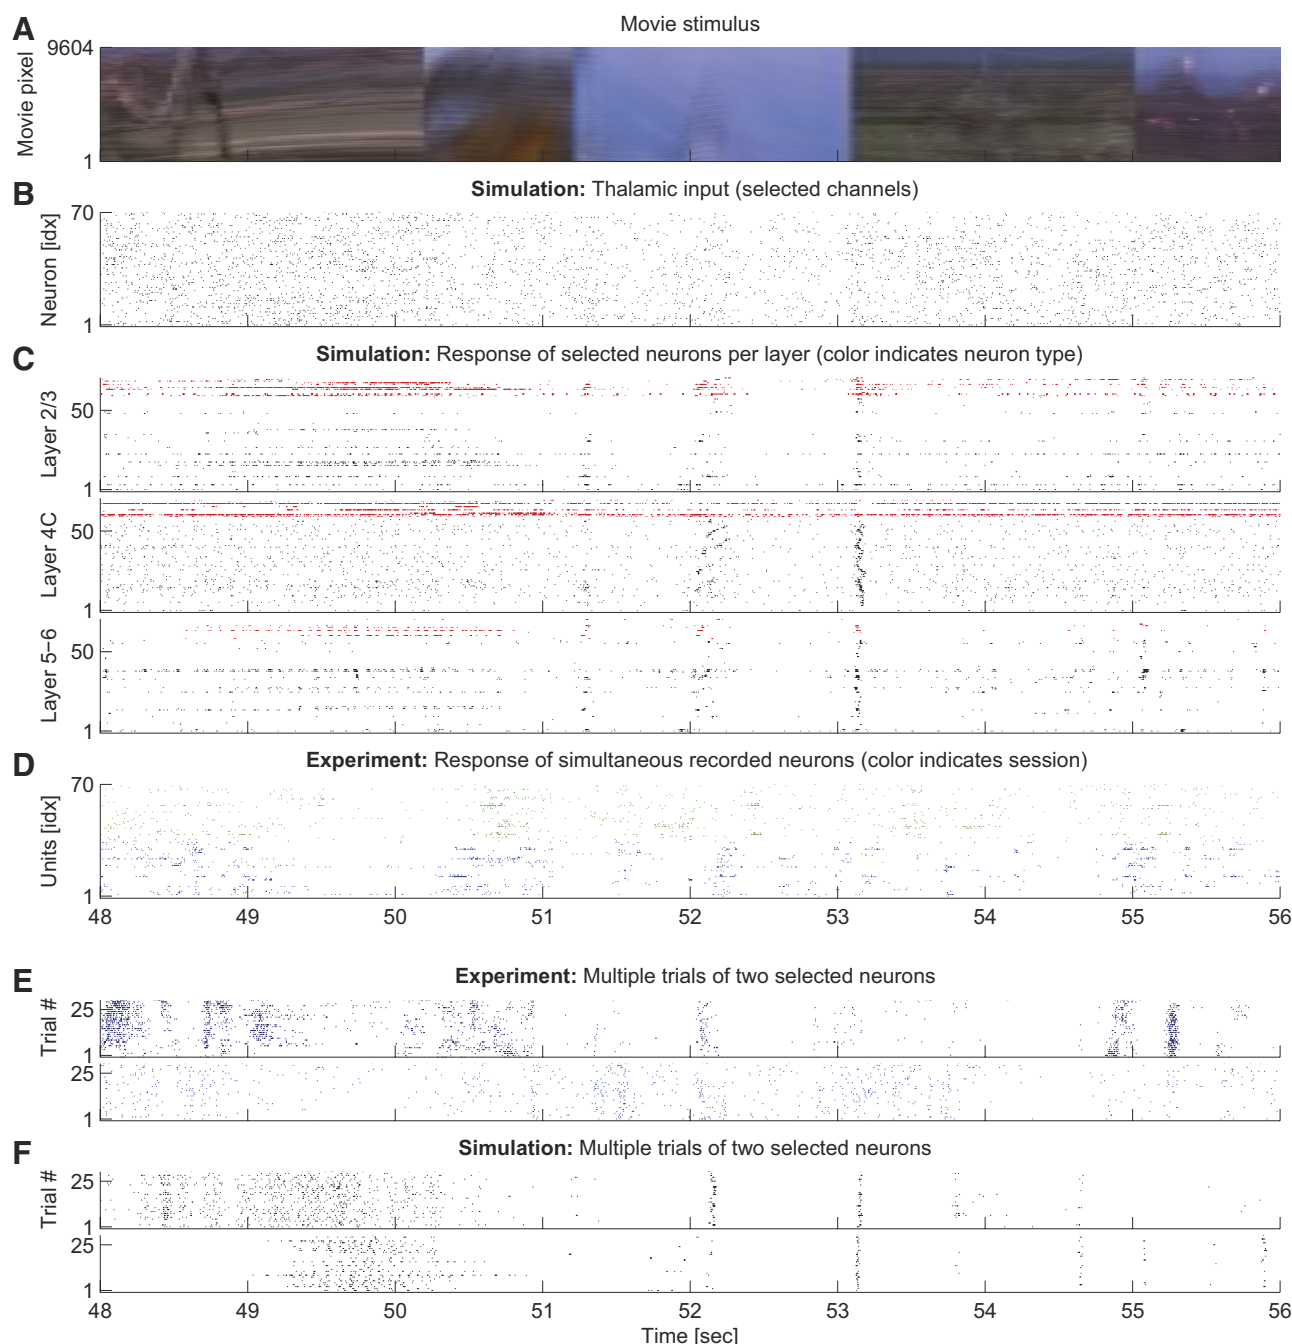 A
Movie stimulus
9604
Movie pixel
1
B
Simulation: Thalamic input (selected channels)
70
Neuron [idx]
1
C
Simulation: Response of selected neurons per layer (color indicates neuron type)
Layer 2/3
50
1
Layer 4C
50
1
Layer 5–6
50
1
D
Experiment: Response of simultaneous recorded neurons (color indicates session)
70
Units [idx]
1
48 49 50 51 52 53 54 55 56
E
Experiment: Multiple trials of two selected neurons
Trial #
25
1
25
1
F
Simulation: Multiple trials of two selected neurons
Trial #
25
1
25
1
48 49 50 51 52 53 54 55 56
Time [sec]